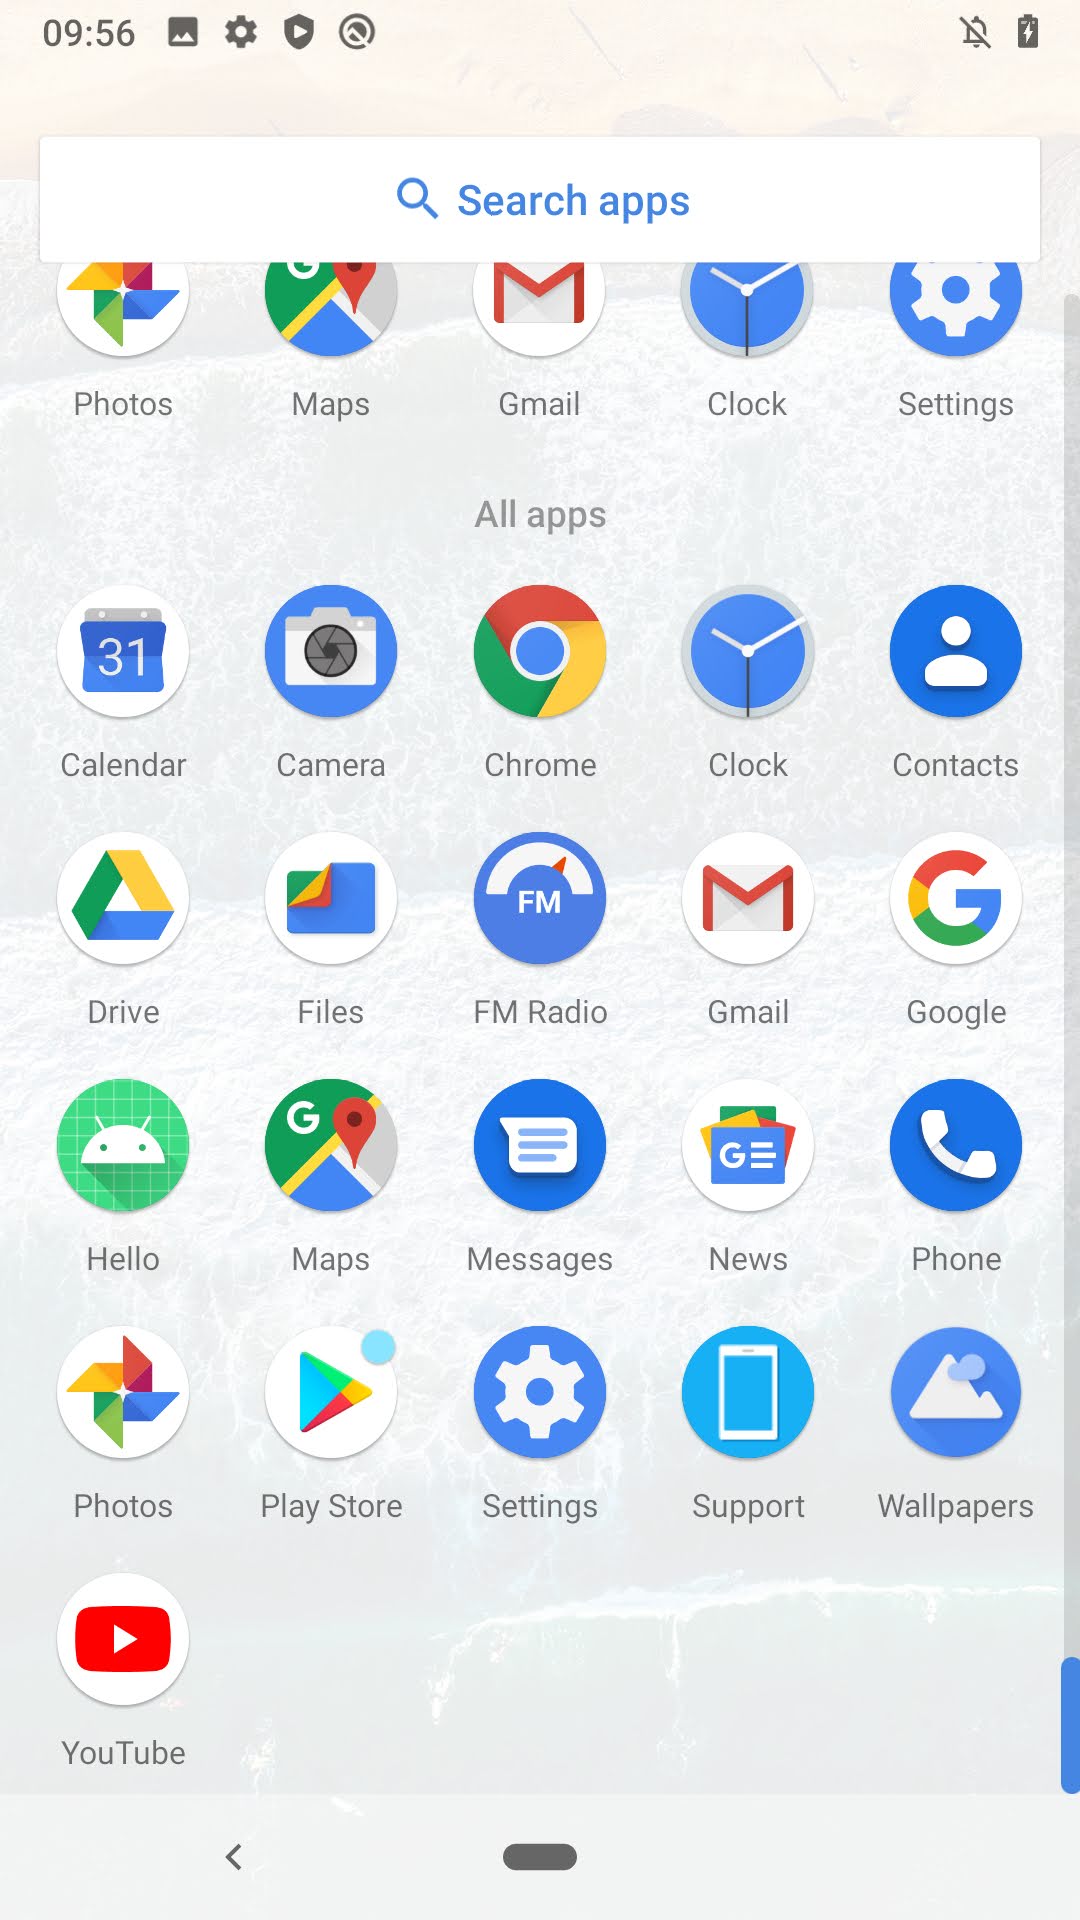 09:56
Search apps
Photos Maps Gmail Clock Settings
All apps
31
Calendar Camera Chrome Clock Contacts
FM
Drive Files FM Radio Gmail Google
G
GE
Hello Maps Messages News Phone
Photos Play Store Settings Support Wallpapers
YouTube